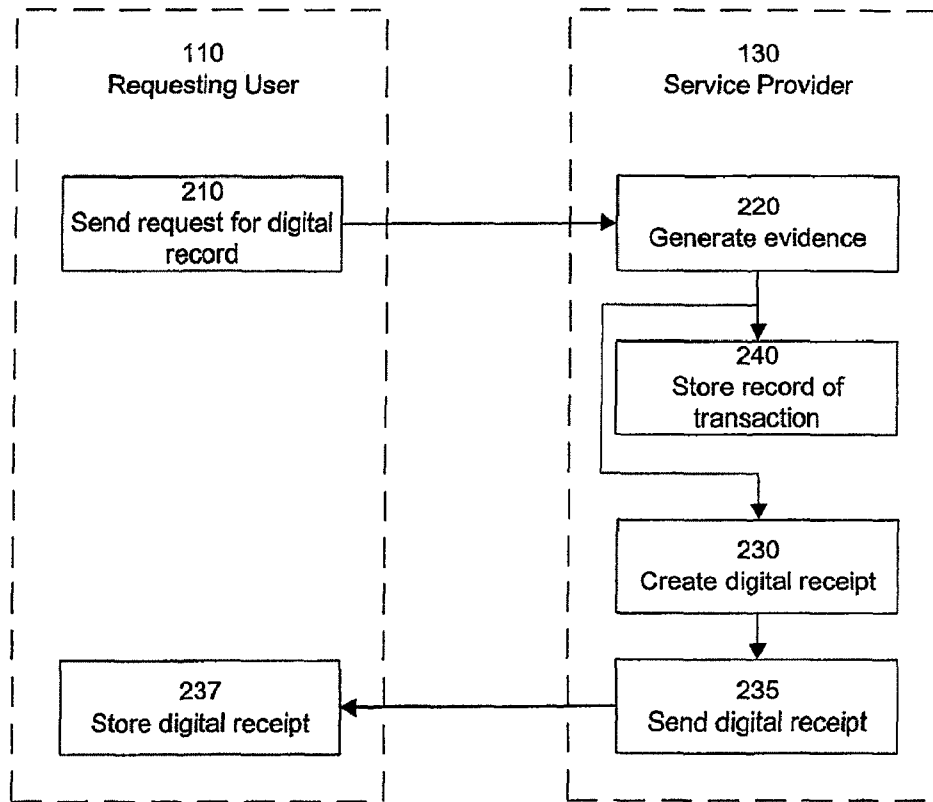 110
Requesting User
130
Service Provider
210
Send request for digital
record
220
Generate evidence
240
Store record of
transaction
230
Create digital receipt
237
Store digital receipt
235
Send digital receipt